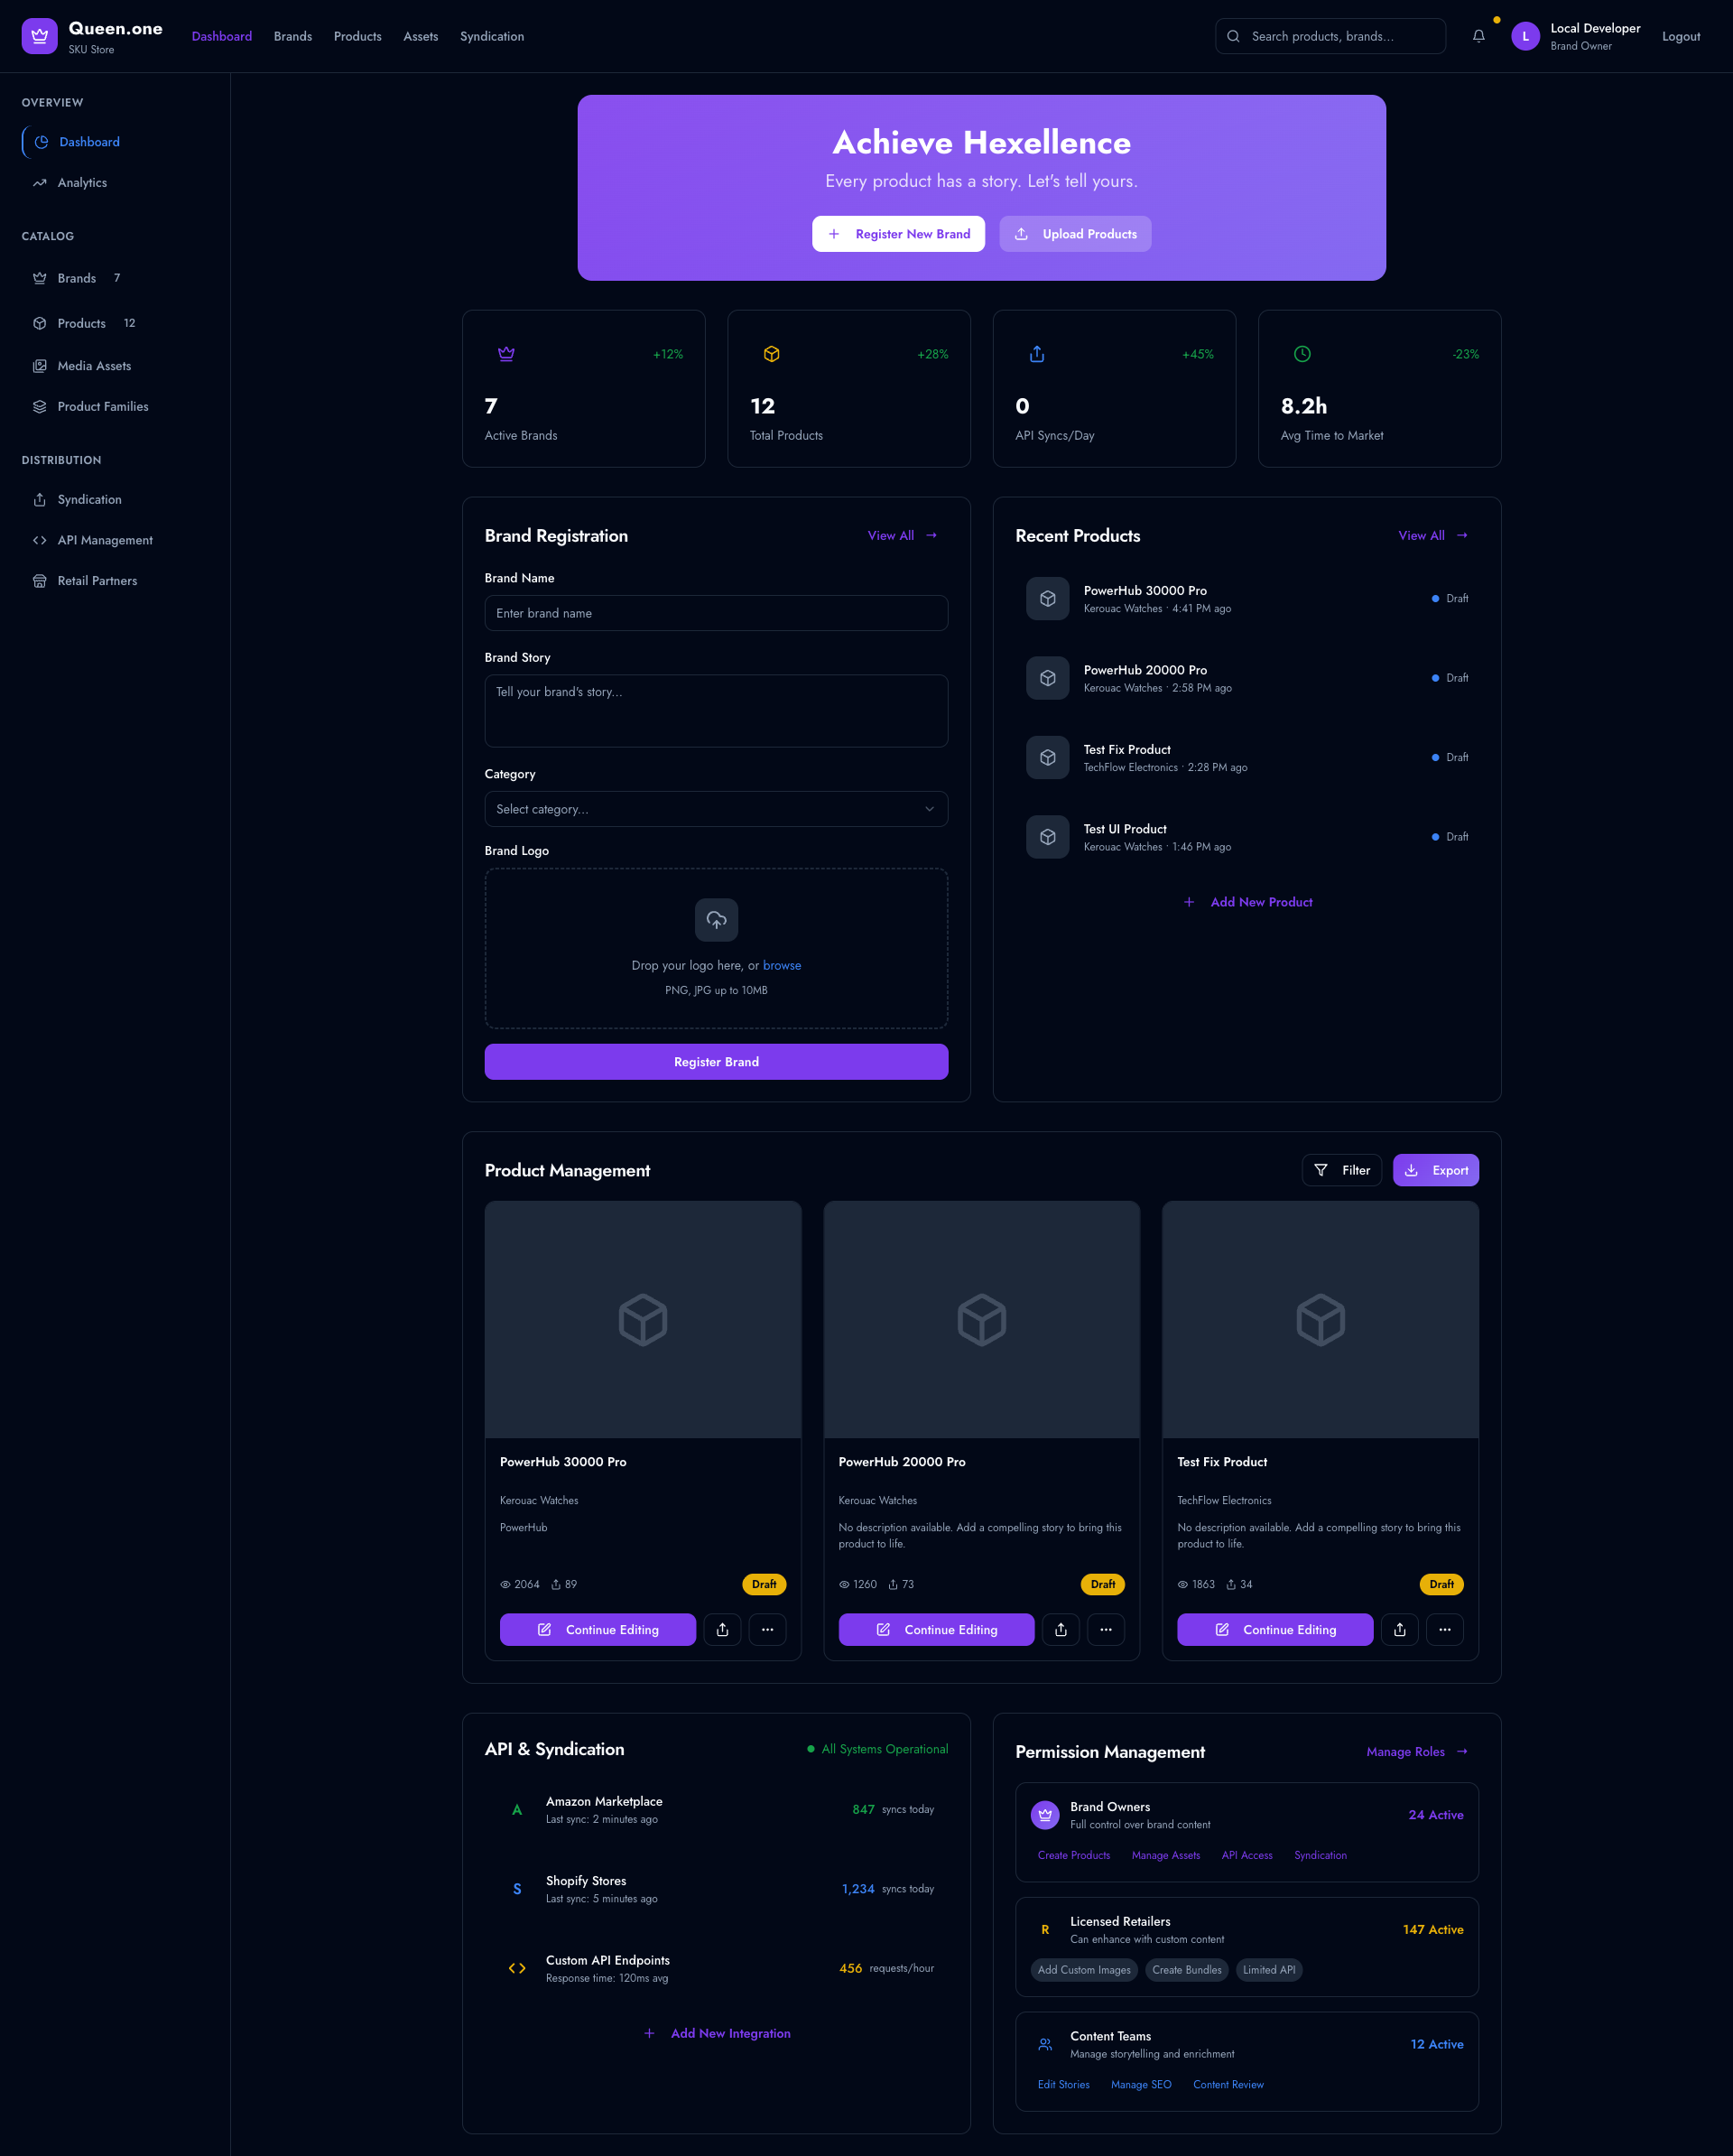 Queen.one
SKU Store
Dashboard
Brands
Products
Assets
Syndication
Search products, brands...
L
Local Developer
Brand Owner
Logout
OVERVIEW
Dashboard
Analytics
CATALOG
Brands 7
Products 12
Media Assets
Product Families
DISTRIBUTION
Syndication
API Management
Retail Partners
Achieve Hexellence
Every product has a story. Let's tell yours.
Register New Brand
Upload Products
+12%
7
Active Brands
+28%
12
Total Products
+45%
0
API Syncs/Day
-23%
8.2h
Avg Time to Market
Brand Registration
View All →
Brand Name
Enter brand name
Brand Story
Tell your brand's story...
Category
Select category...
Brand Logo
Drop your logo here, or browse
PNG, JPG up to 10MB
Register Brand
Recent Products
View All →
PowerHub 30000 Pro
Kerouac Watches • 4:41 PM ago
Draft
PowerHub 20000 Pro
Kerouac Watches • 2:58 PM ago
Draft
Test Fix Product
TechFlow Electronics • 2:28 PM ago
Draft
Test UI Product
Kerouac Watches • 1:46 PM ago
Draft
Add New Product
Product Management
Filter
Export
PowerHub 30000 Pro
Kerouac Watches
PowerHub
2064 89
Draft
Continue Editing
PowerHub 20000 Pro
Kerouac Watches
No description available. Add a compelling story to bring this
product to life.
1260 73
Draft
Continue Editing
Test Fix Product
TechFlow Electronics
No description available. Add a compelling story to bring this
product to life.
1863 34
Draft
Continue Editing
API & Syndication
All Systems Operational
A
Amazon Marketplace
Last sync: 2 minutes ago
847 syncs today
S
Shopify Stores
Last sync: 5 minutes ago
1,234 syncs today
Custom API Endpoints
Response time: 120ms avg
456 requests/hour
Add New Integration
Permission Management
Manage Roles →
Brand Owners
Full control over brand content
24 Active
Create Products
Manage Assets
API Access
Syndication
R
Licensed Retailers
Can enhance with custom content
147 Active
Add Custom Images
Create Bundles
Limited API
Content Teams
Manage storytelling and enrichment
12 Active
Edit Stories
Manage SEO
Content Review